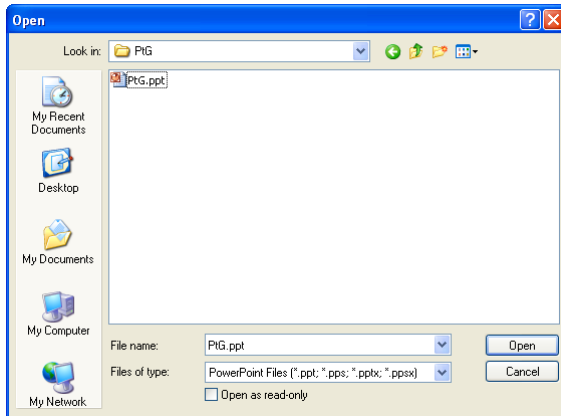 Open
Look in: PtG
PtG.ppt
My Recent
Documents
Desktop
My Documents
My Computer
My Network
File name: PtG.ppt Open
Files of type: PowerPoint Files (*.ppt; *.pps; *.pptx; *.ppsx) Cancel
Open as read-only